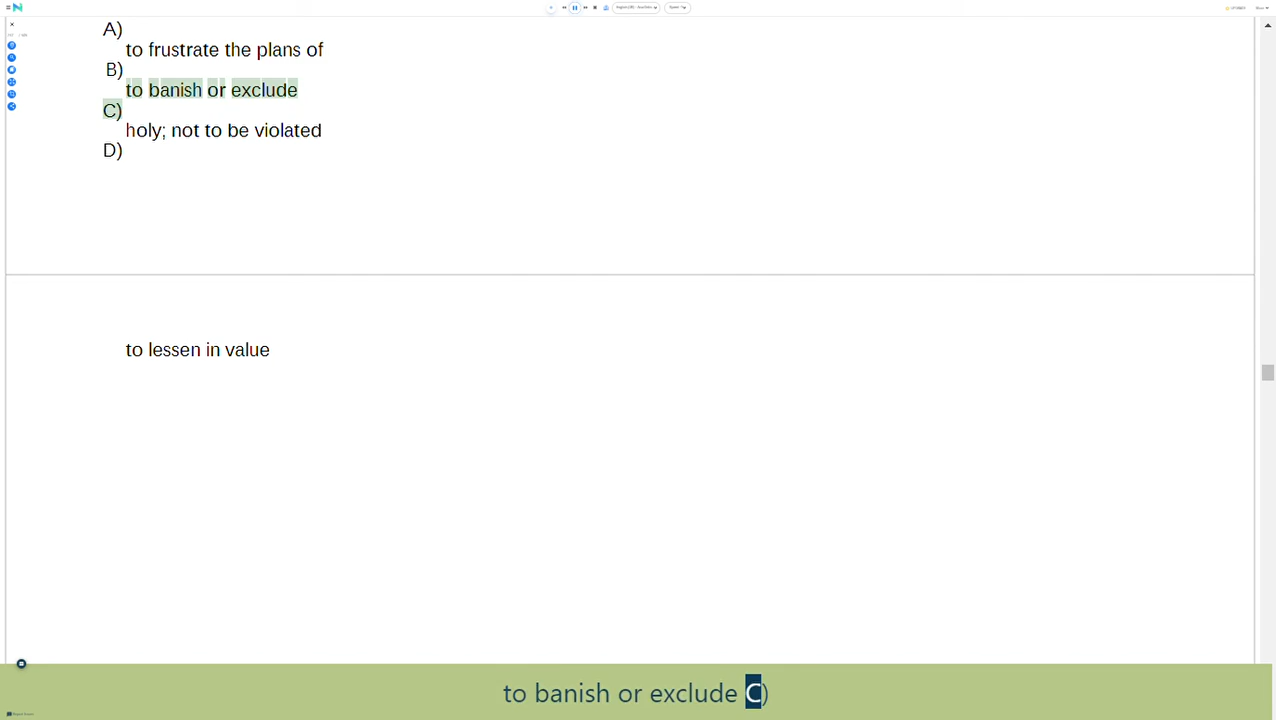 A)
to frustrate the plans of
B)
to banish or exclude
C)
holy; not to be violated
D)
to lessen in value
to banish or exclude C)